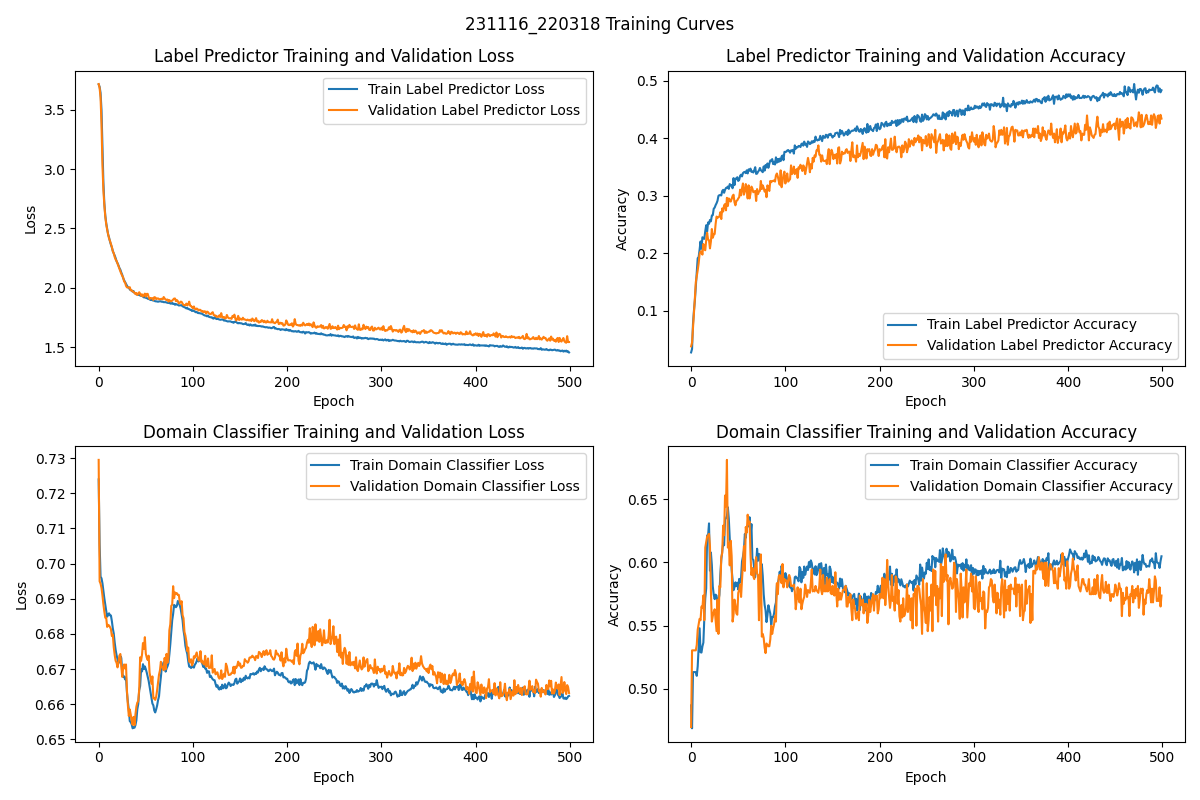 231116_220318 Training Curves
Label Predictor Training and Validation Loss
Train Label Predictor Loss
Validation Label Predictor Loss
3.5
3.0
2.5
2.0
1.5
Loss
0
100
200
300
400
500
Epoch
Label Predictor Training and Validation Accuracy
0.5
0.4
0.3
0.2
0.1
Accuracy
Train Label Predictor Accuracy
Validation Label Predictor Accuracy
0
100
200
300
400
500
Epoch
Domain Classifier Training and Validation Loss
Train Domain Classifier Loss
Validation Domain Classifier Loss
0.73
0.72
0.71
0.70
0.69
0.68
0.67
0.66
0.65
Loss
0
100
200
300
400
500
Epoch
Domain Classifier Training and Validation Accuracy
Train Domain Classifier Accuracy
Validation Domain Classifier Accuracy
0.65
0.60
0.55
0.50
Accuracy
0
100
200
300
400
500
Epoch